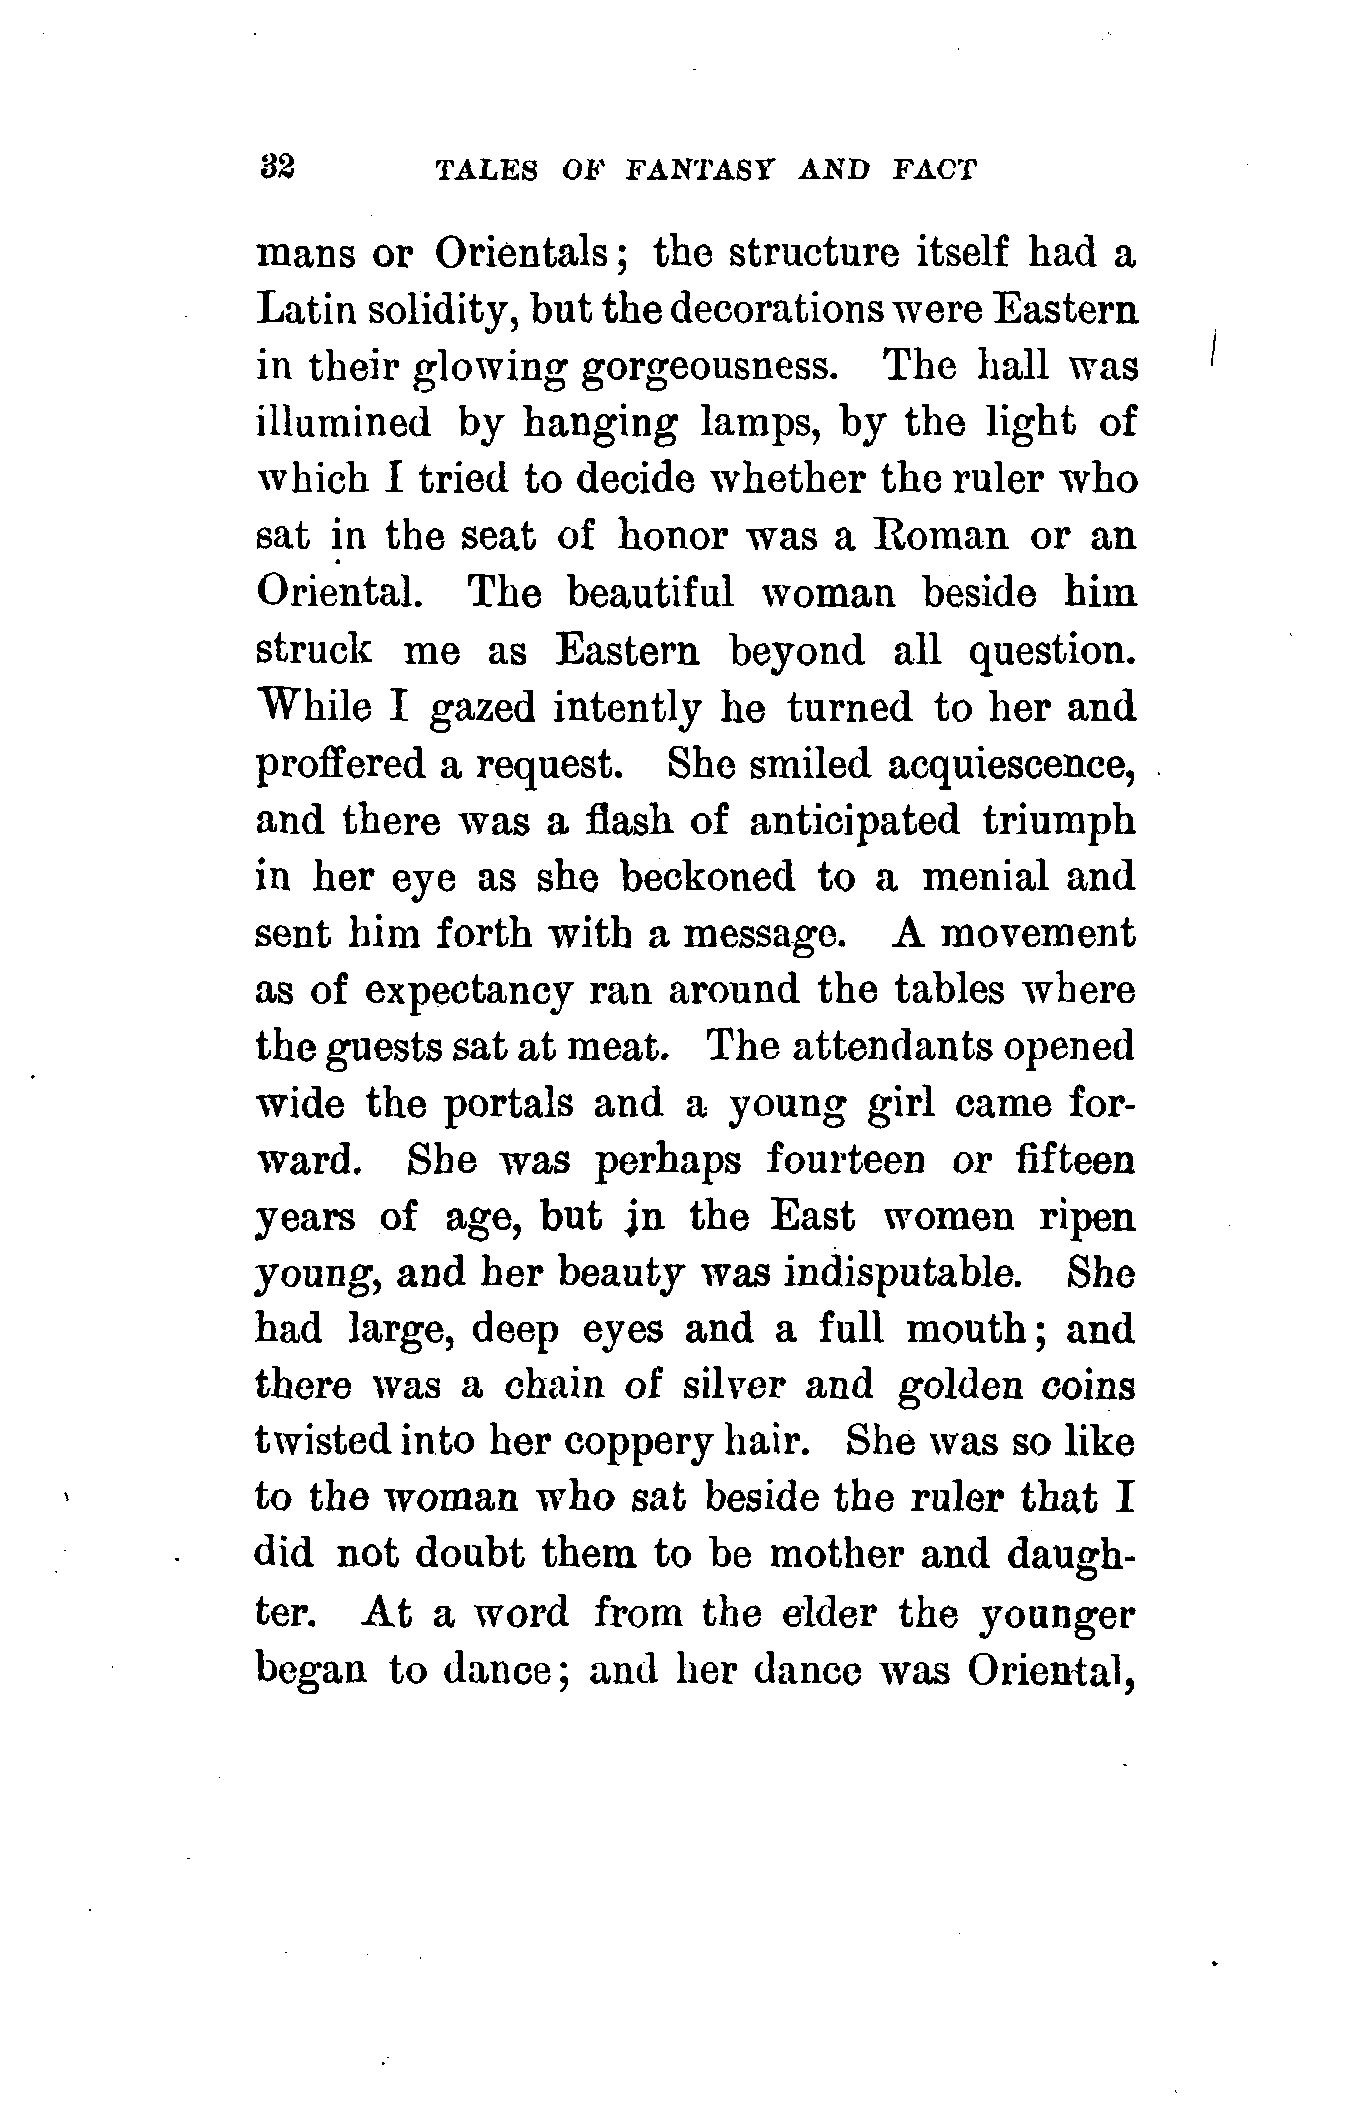 32 TALES OF FANTASY AND FACT
mans or Orientals; the structure itself had a
Latin solidity, but the decorations were Eastern
in their glowing gorgeousness. The hall was
illumined by hanging lamps, by the light of
which I tried to decide whether the ruler who
sat in the seat of honor was a Roman or an
Oriental. The beautiful woman beside him
struck me as Eastern beyond all question.
While I gazed intently he turned to her and
proffered a request. She smiled acquiescence,
and there was a flash of anticipated triumph
in her eye as she beckoned to a menial and
sent him forth with a message. A movement
as of expectancy ran around the tables where
the guests sat at meat. The attendants opened
wide the portals and a young girl came for-
ward. She was perhaps fourteen or fifteen
years of age, but in the East women ripen
young, and her beauty was indisputable. She
had large, deep eyes and a full mouth; and
there was a chain of silver and golden coins
twisted into her coppery hair. She was so like
to the woman who sat beside the ruler that I
did not doubt them to be mother and daugh-
ter. At a word from the elder the younger
began to dance; and her dance was Oriental,